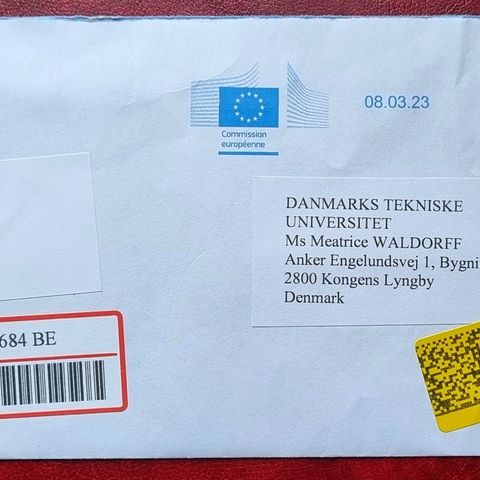 Commission
européenne
08.03.23
DANMARKS TEKNISKE
UNIVERSITET
Ms Meatrice WALDORFF
Anker Engelundsvej 1, Bygni
2800 Kongens Lyngby
Denmark
684 BE